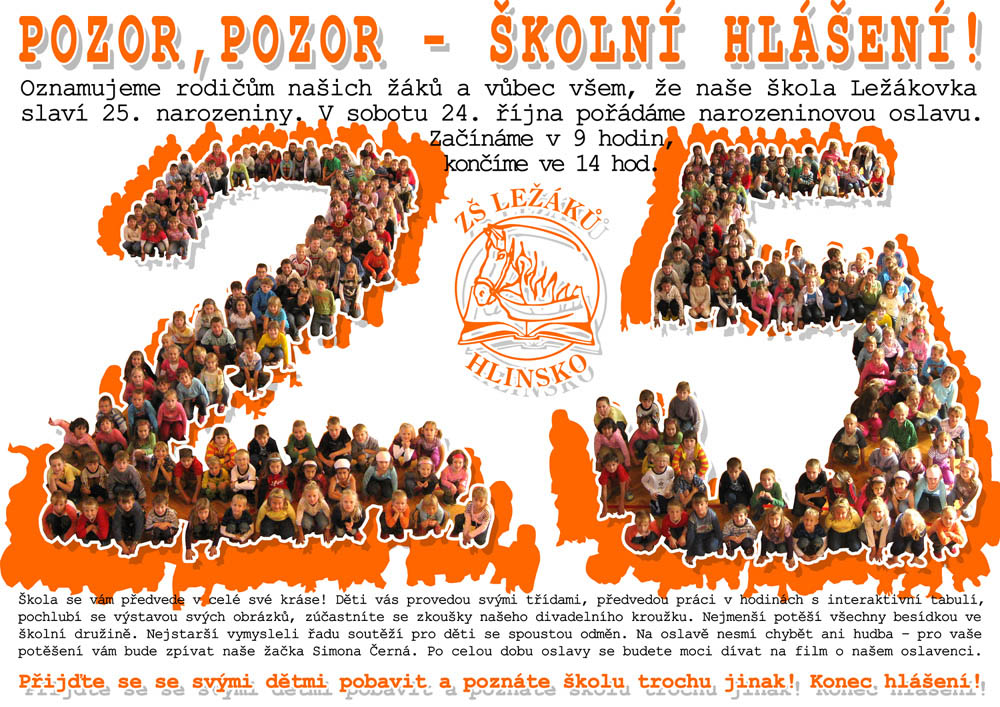 POZOR,POZOR - ŠKOLNÍ HLÁŠENÍ!
Oznamujeme rodičům našich žáků a vůbec všem, že naše škola Ležákovka
slaví 25. narozeniny. V sobotu 24. října pořádáme narozeninovou oslavu.
Začínáme v 9 hodin,
končíme ve 14 hod.
25
ZŠ LEŽÁKŮ
HLINSKO
Škola se vám předvede v celé své kráse! Děti vás provedou svými třídami, předvedou práci v hodinách s interaktivní tabulí,
pochlubí se výstavou svých obrázků, zúčastníte se zkoušky našeho divadelního kroužku. Nejmenší potěší všechny besídkou ve
školní družině. Nejstarší vymysleli řadu soutěží pro děti se spoustou odměn. Na oslavě nesmí chybět ani hudba – pro vaše
potěšení vám bude zpívat naše žačka Simona Černá. Po celou dobu oslavy se budete moci dívat na film o našem oslavenci.
Přijďte se se svými dětmi pobavit a poznáte školu trochu jinak! Konec hlášení!